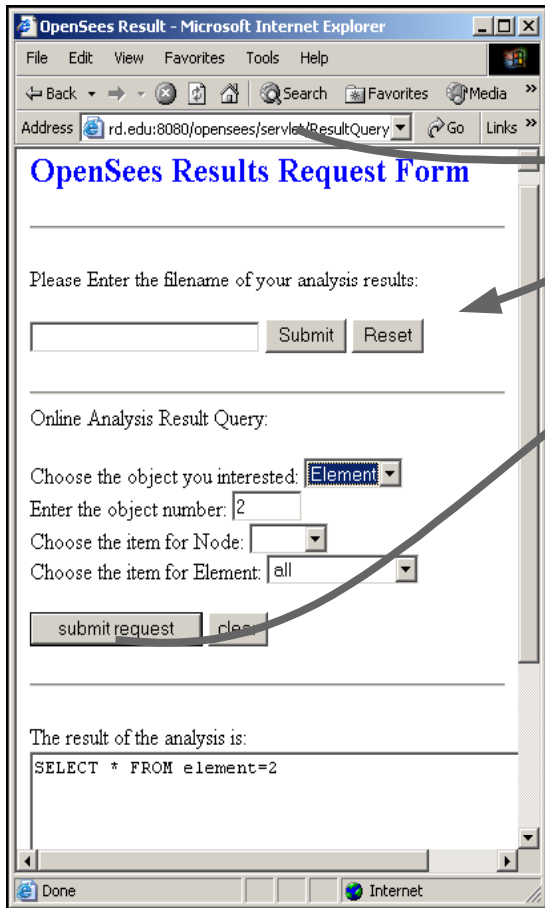 OpenSees Result - Microsoft Internet Explorer
File Edit View Favorites Tools Help
Back Search Favorites Media »
Address rd.edu:8080/opensees/servlet/ResultQuery Go Links »
OpenSees Results Request Form
Please Enter the filename of your analysis results:
Submit Reset
Online Analysis Result Query:
Choose the object you interested: Element
Enter the object number: 2
Choose the item for Node:
Choose the item for Element: all
submit request clear
The result of the analysis is:
SELECT * FROM element=2
Done Internet